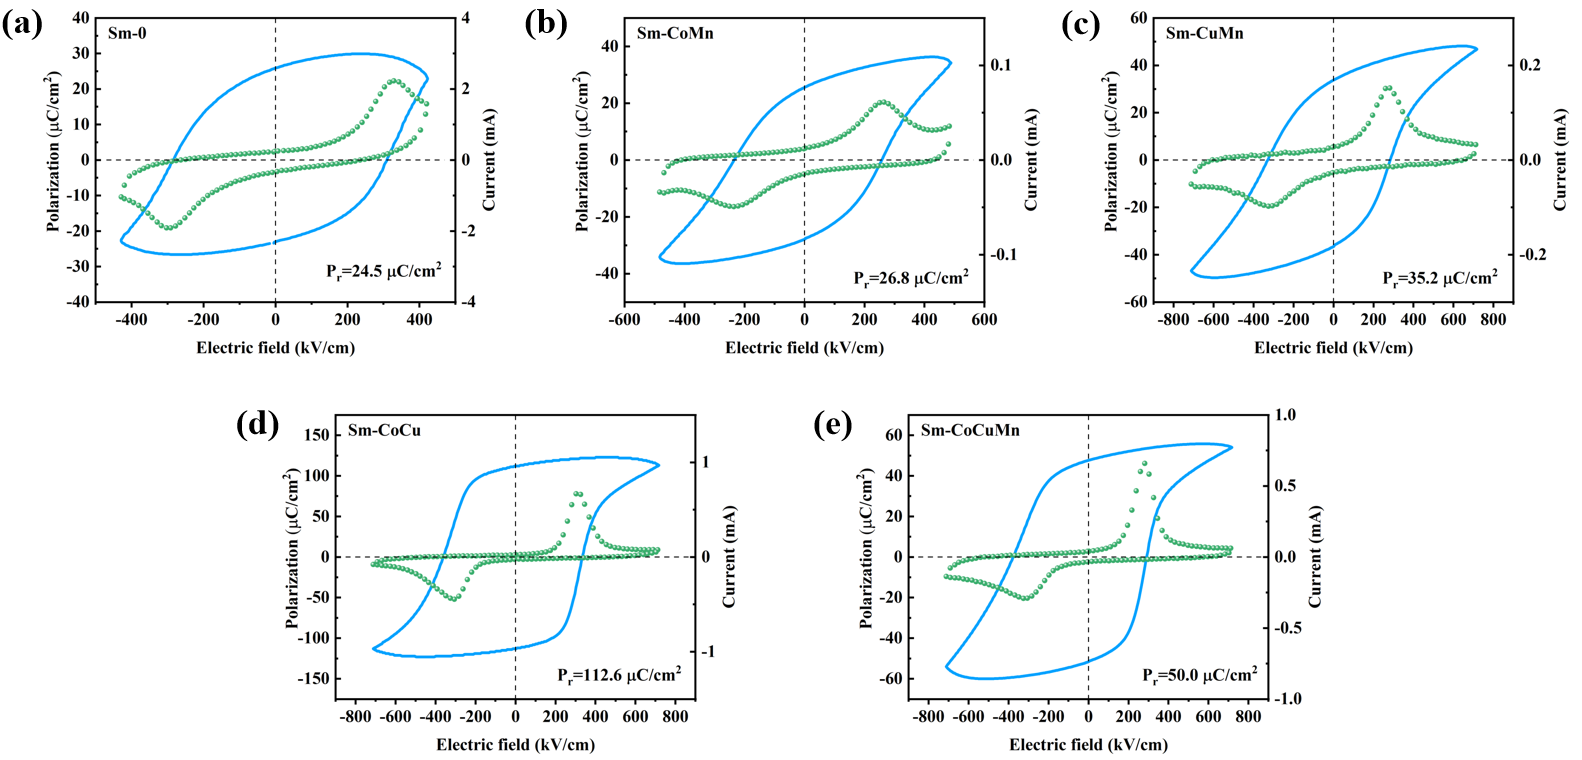 (a)
Sm-0
40
30
20
10
0
-10
-20
-30
-40
Polarization (μC/cm²)
4
2
0
-2
-4
Current (mA)
Pr=24.5 μC/cm²
-400 -200 0 200 400
Electric field (kV/cm)
(b)
Sm-CoMn
40
20
0
-20
-40
Polarization (μC/cm²)
0.1
0.0
-0.1
Current (mA)
Pr=26.8 μC/cm²
-600 -400 -200 0 200 400 600
Electric field (kV/cm)
(c)
Sm-CuMn
60
40
20
0
-20
-40
-60
Polarization (μC/cm²)
0.2
0.0
-0.2
Current (mA)
Pr=35.2 μC/cm²
-800 -600 -400 -200 0 200 400 600 800
Electric field (kV/cm)
(d)
Sm-CoCu
150
100
50
0
-50
-100
-150
Polarization (μC/cm²)
1
0
-1
Current (mA)
Pr=112.6 μC/cm²
-800 -600 -400 -200 0 200 400 600 800
Electric field (kV/cm)
(e)
Sm-CoCuMn
60
40
20
0
-20
-40
-60
Polarization (μC/cm²)
1.0
0.5
0.0
-0.5
-1.0
Current (mA)
Pr=50.0 μC/cm²
-800 -600 -400 -200 0 200 400 600 800
Electric field (kV/cm)